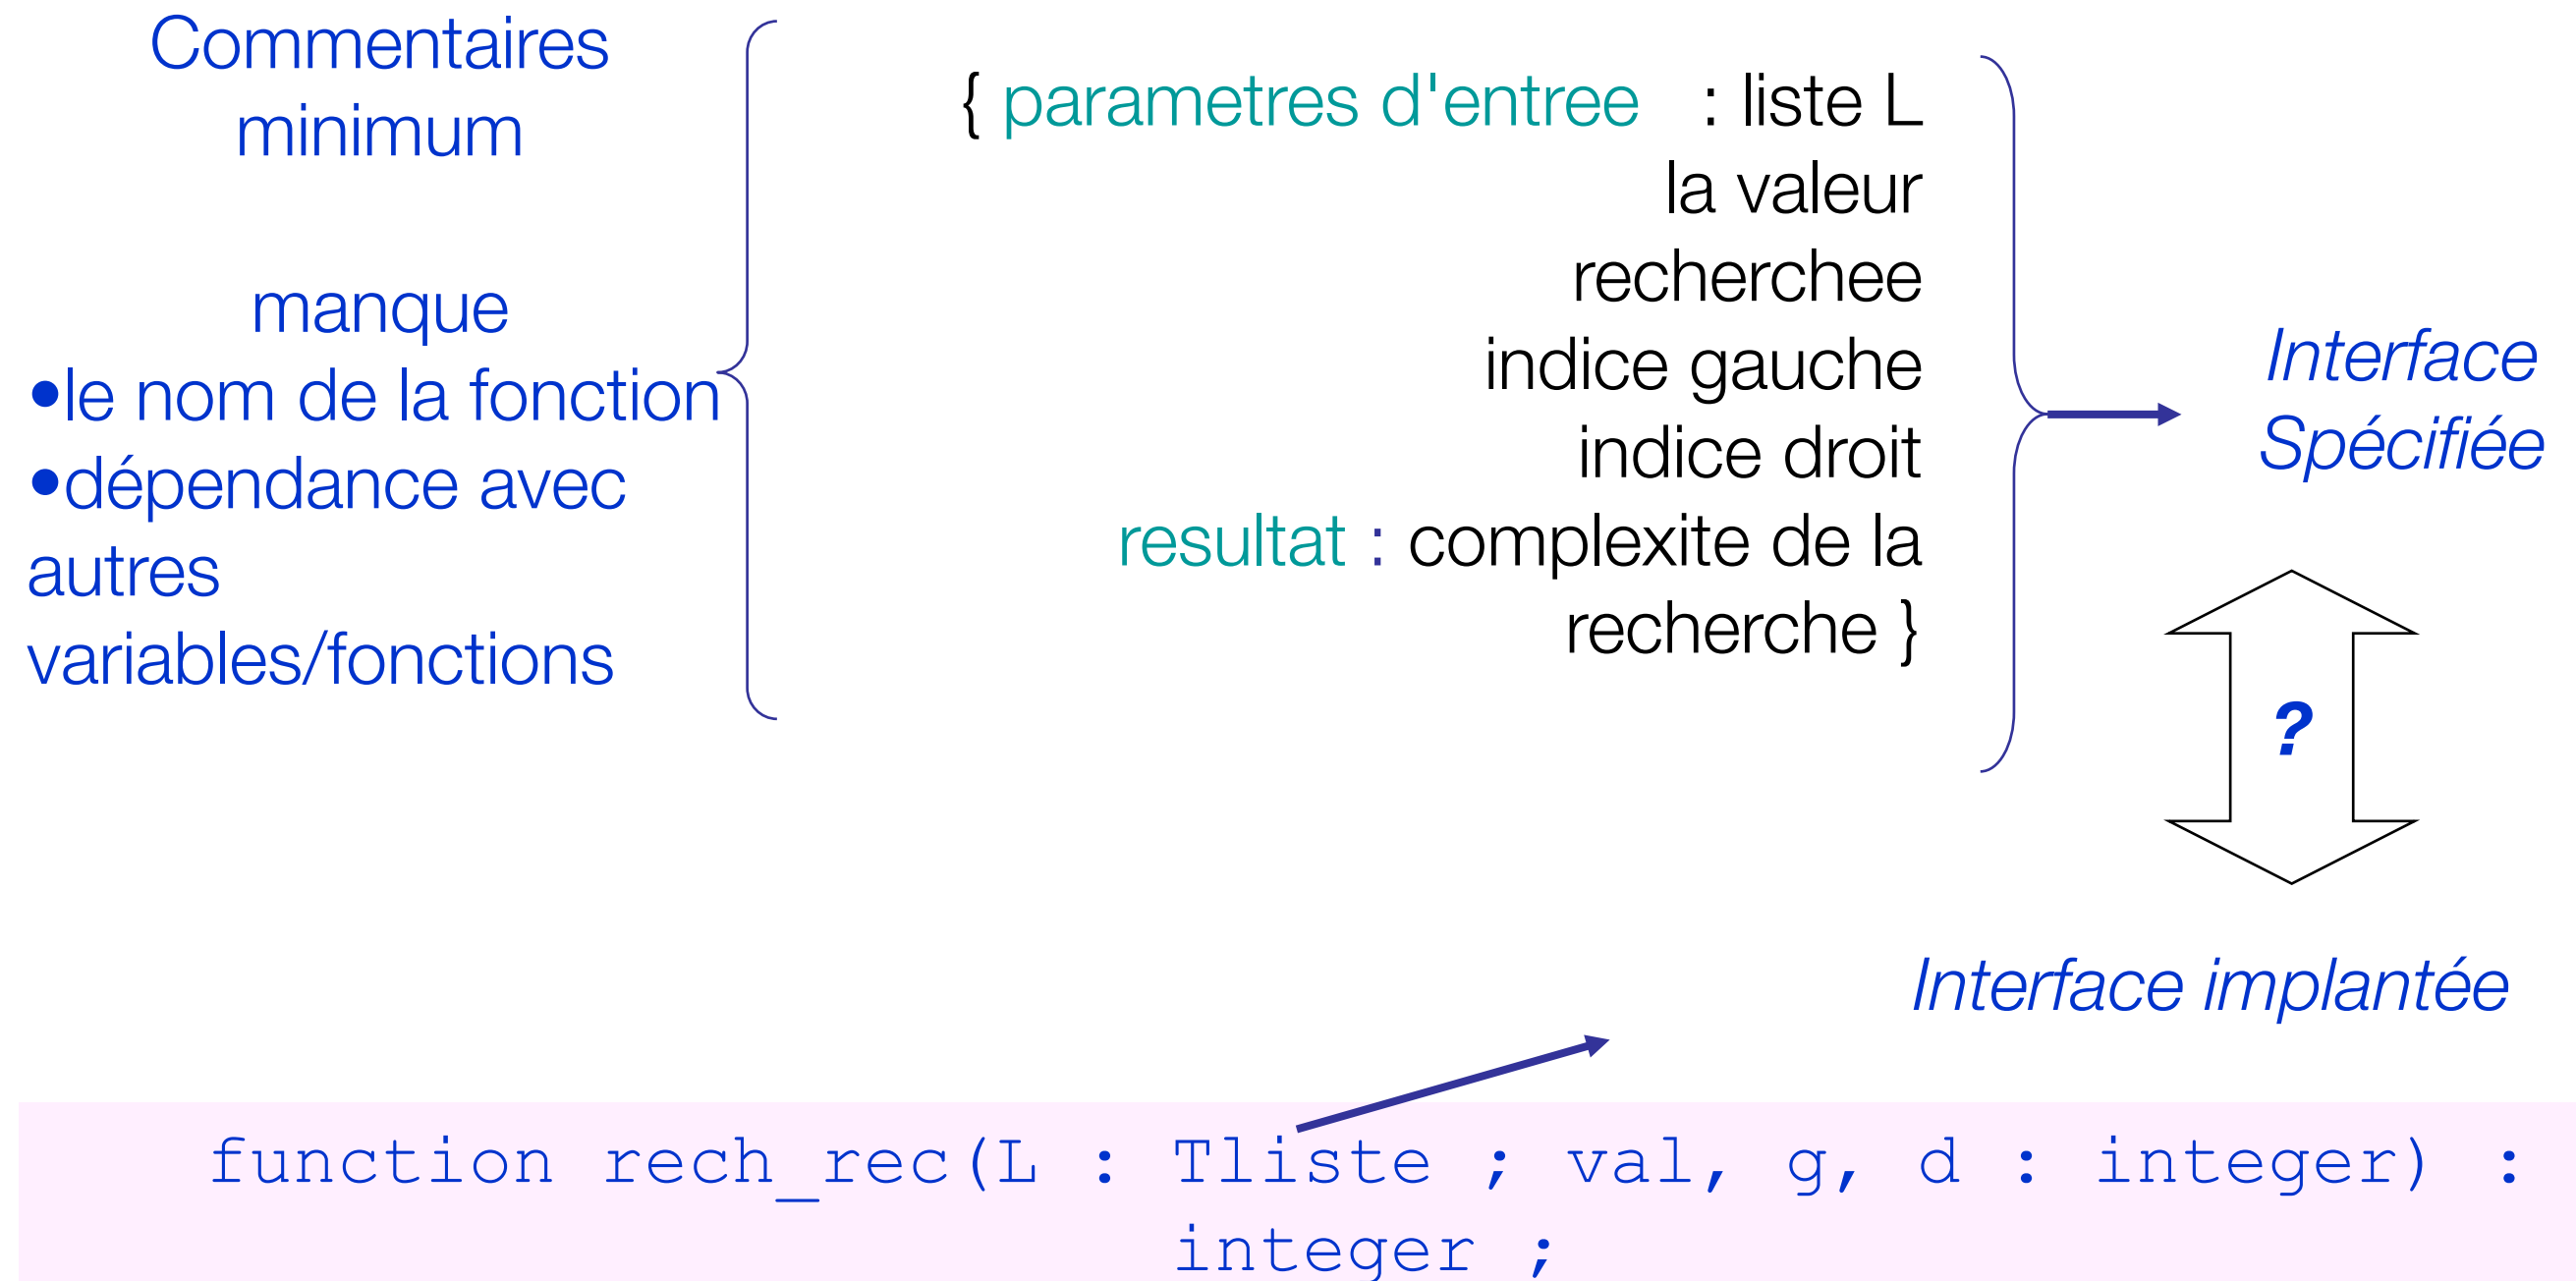 Commentaires
minimum
manque
•le nom de la fonction
•dépendance avec
autres
variables/fonctions
{ parametres d'entree : liste L
la valeur
recherchee
indice gauche
indice droit
resultat : complexite de la
recherche }
Interface
Spécifiée
?
Interface implantée
function rech_rec(L : Tliste ; val, g, d : integer) :
integer ;